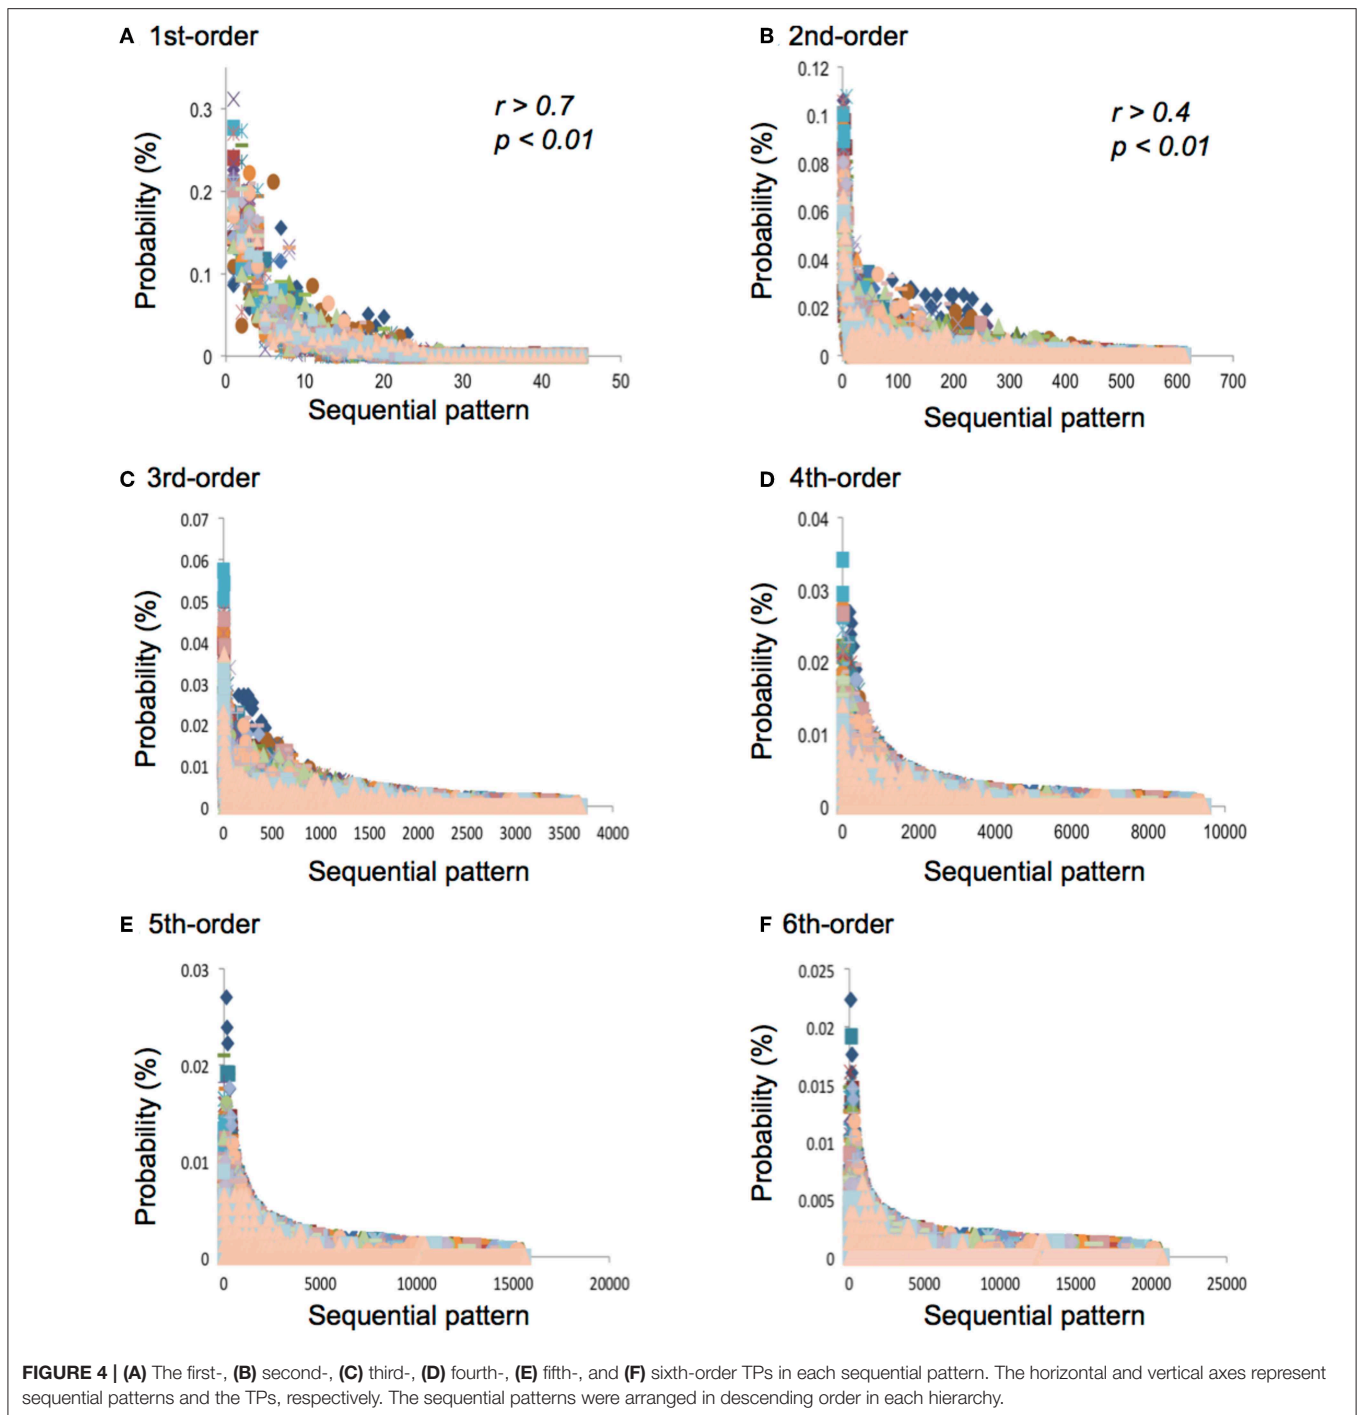 A 1st-order
r > 0.7
p < 0.01
Probability (%)
0.3
0.2
0.1
0
0 10 20 30 40 50
Sequential pattern
B 2nd-order
r > 0.4
p < 0.01
Probability (%)
0.12
0.1
0.08
0.06
0.04
0.02
0
0 100 200 300 400 500 600 700
Sequential pattern
C 3rd-order
Probability (%)
0.07
0.06
0.05
0.04
0.03
0.02
0.01
0
0 500 1000 1500 2000 2500 3000 3500 4000
Sequential pattern
D 4th-order
Probability (%)
0.04
0.03
0.02
0.01
0
0 2000 4000 6000 8000 10000
Sequential pattern
E 5th-order
Probability (%)
0.03
0.02
0.01
0
0 5000 10000 15000 20000
Sequential pattern
F 6th-order
Probability (%)
0.025
0.02
0.015
0.01
0.005
0
0 5000 10000 15000 20000 25000
Sequential pattern
FIGURE 4 | (A) The first-, (B) second-, (C) third-, (D) fourth-, (E) fifth-, and (F) sixth-order TPs in each sequential pattern. The horizontal and vertical axes represent
sequential patterns and the TPs, respectively. The sequential patterns were arranged in descending order in each hierarchy.